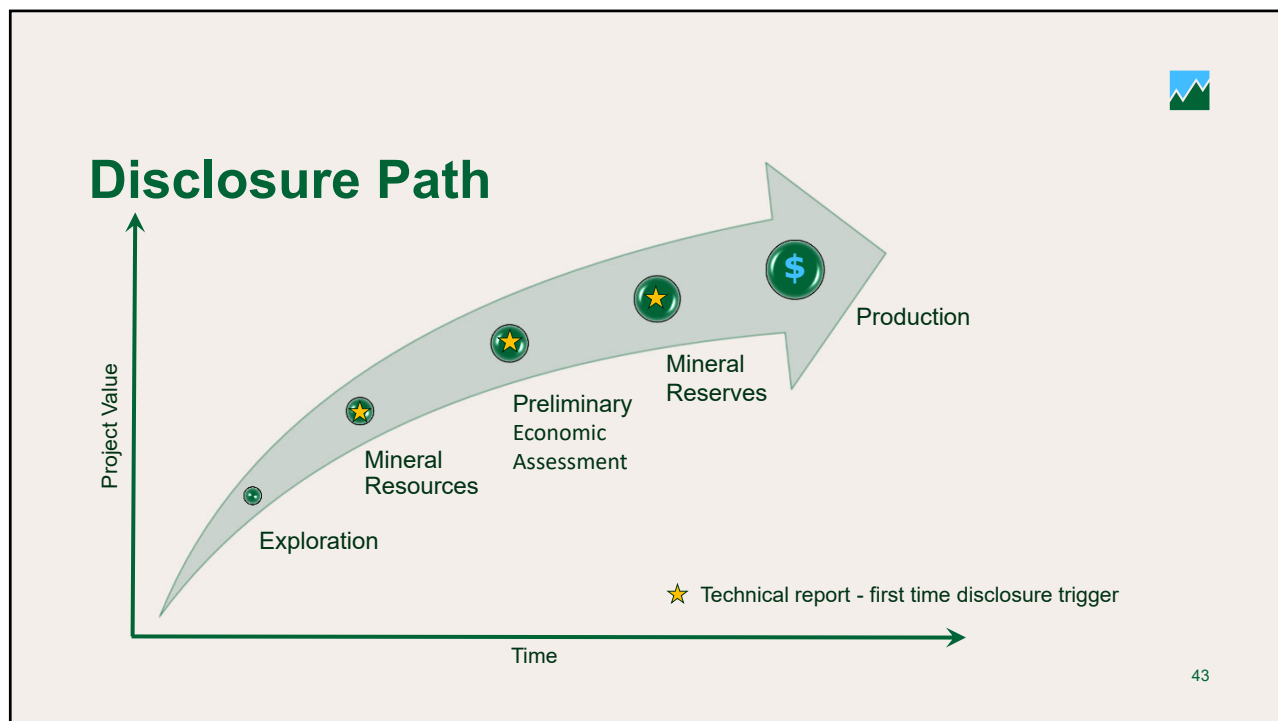 Disclosure Path
Project Value
$
Production
Mineral
Reserves
Preliminary
Economic
Assessment
Mineral
Resources
Exploration
Technical report - first time disclosure trigger
Time
43